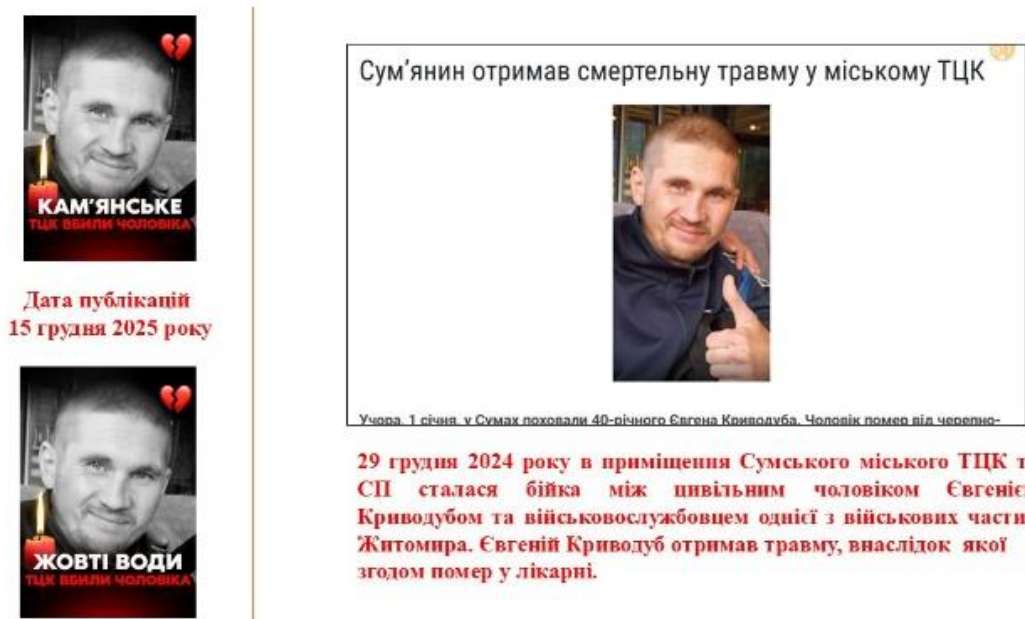 КАМ'ЯНСЬКЕ
ТЦК ВБИЛИ ЧОЛОВІКА
Дата публікацій
15 грудня 2025 року
ЖОВТІ ВОДИ
ТЦК ВБИЛИ ЧОЛОВІКА
Сум’янин отримав смертельну травму у міському ТЦК
Учора, 1 січня, у Сумах поховали 40-річного Євгена Криводуба. Чоловік помер від черепно-
29 грудня 2024 року в приміщення Сумського міського ТЦК т
СП сталася бійка між цивільним чоловіком Євгеніє
Криводубом та військовослужбовцем однієї з військових части
Житомира. Євгеній Криводуб отримав травму, внаслідок якої
згодом помер у лікарні.